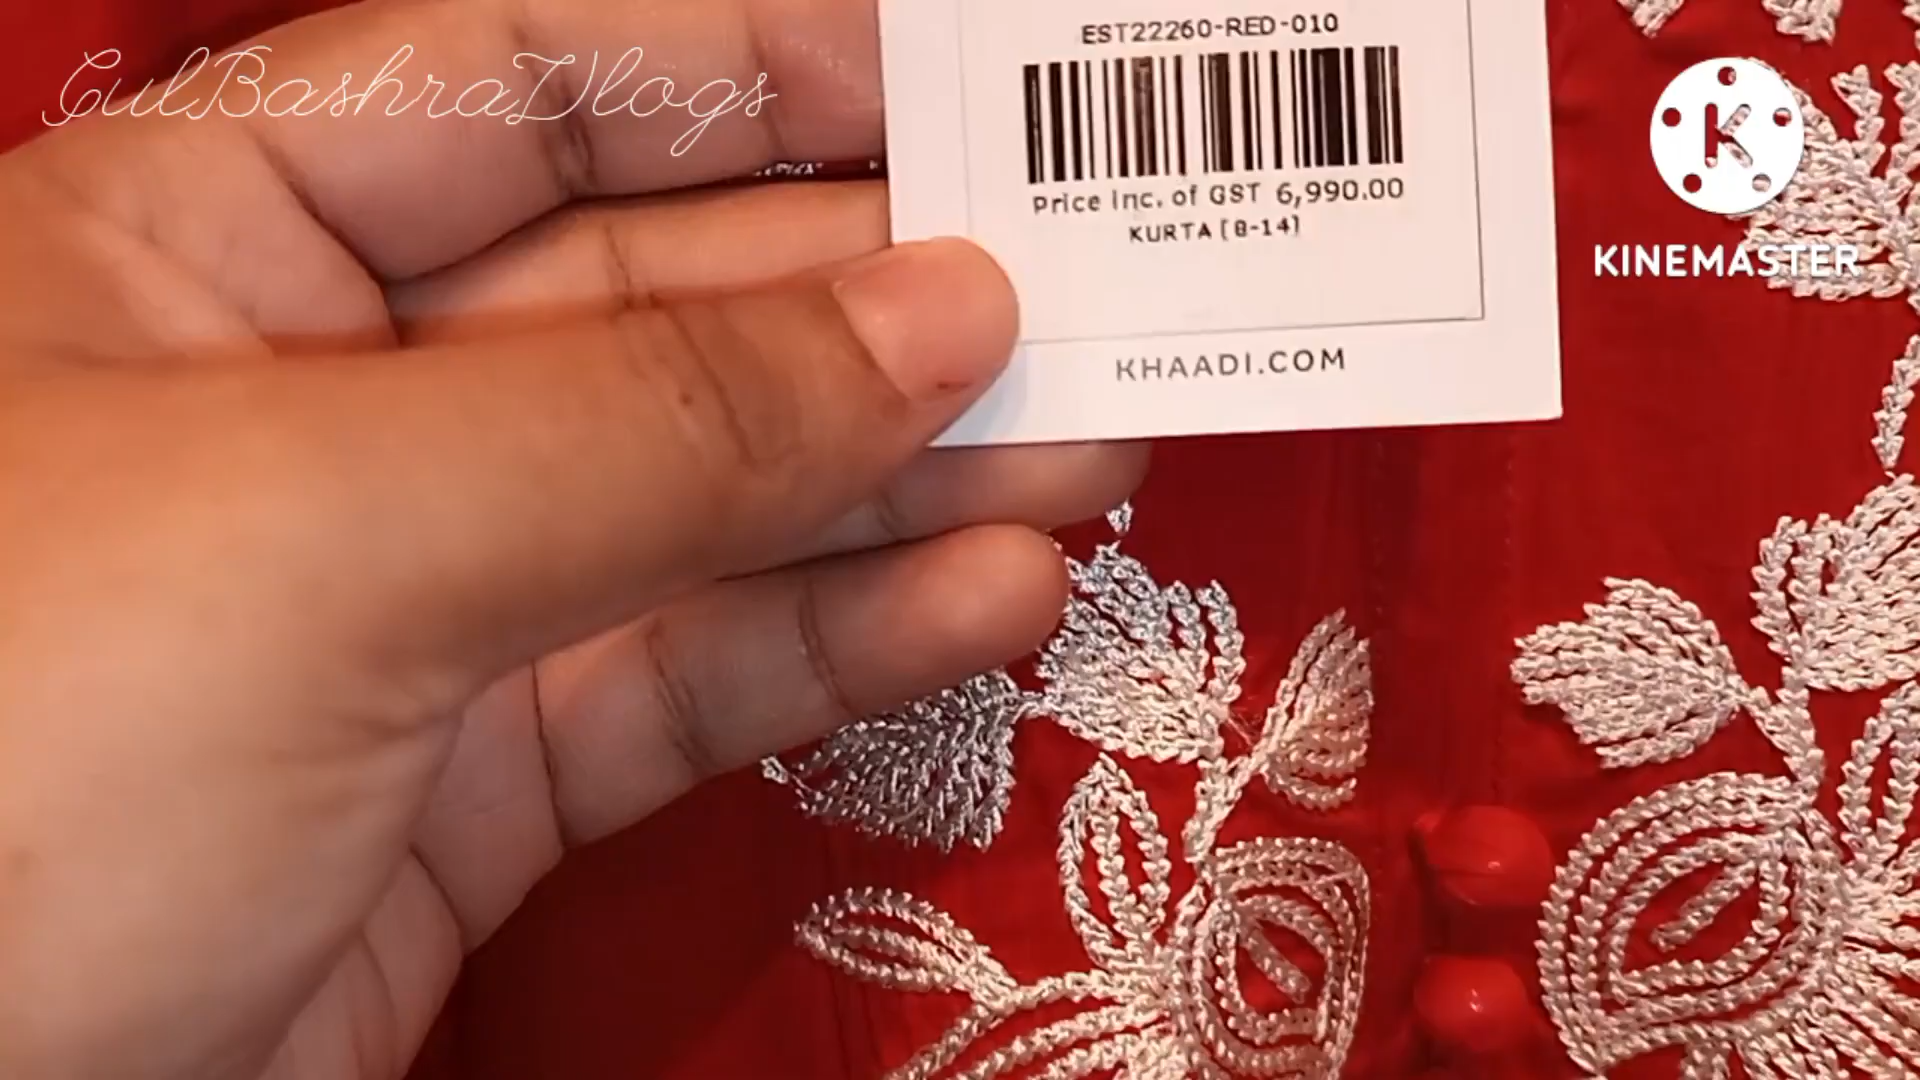 GulBashraVlogs
EST22260-RED-010
Price Inc. of GST 6,990.00
KURTA (8-14)
KHAADI.COM
K
KINEMASTER